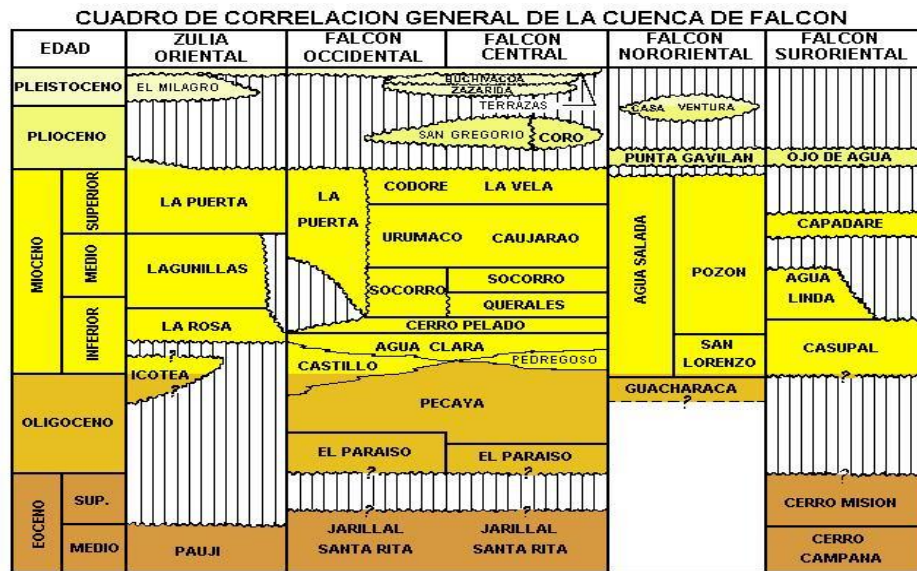 CUADRO DE CORRELACION GENERAL DE LA CUENCA DE FALCON
EDAD
ZULIA ORIENTAL
FALCON OCCIDENTAL
FALCON CENTRAL
FALCON NORORIENTAL
FALCON SURORIENTAL
PLEISTOCENO
EL MILAGRO
BUCHIVACOA
ZAZARIDA
TERRAZAS
CASA VENTURA
PLIOCENO
SAN GREGORIO
CORO
PUNTA GAVILAN
OJO DE AGUA
MIOCENO
SUPERIOR
LA PUERTA
LA
PUERTA
CODORE
LA VELA
CAPADARE
URUMACO
CAUJARAO
MEDIO
LAGUNILLAS
AGUA SALADA
POZON
SOCORRO
SOCORRO
AGUA
LINDA
QUERALES
INFERIOR
LA ROSA
CERRO PELADO
AGUA CLARA
SAN
LORENZO
CASUPAL
?
ICOTEA
?
CASTILLO
PEDREGOSO
?
OLIGOCENO
PECAYA
GUACHARACA
?
EL PARAISO
EL PARAISO
?
?
?
EOCENO
SUP.
CERRO MISION
?
?
MEDIO
PAUJI
JARILLAL
SANTA RITA
JARILLAL
SANTA RITA
CERRO
CAMPANA